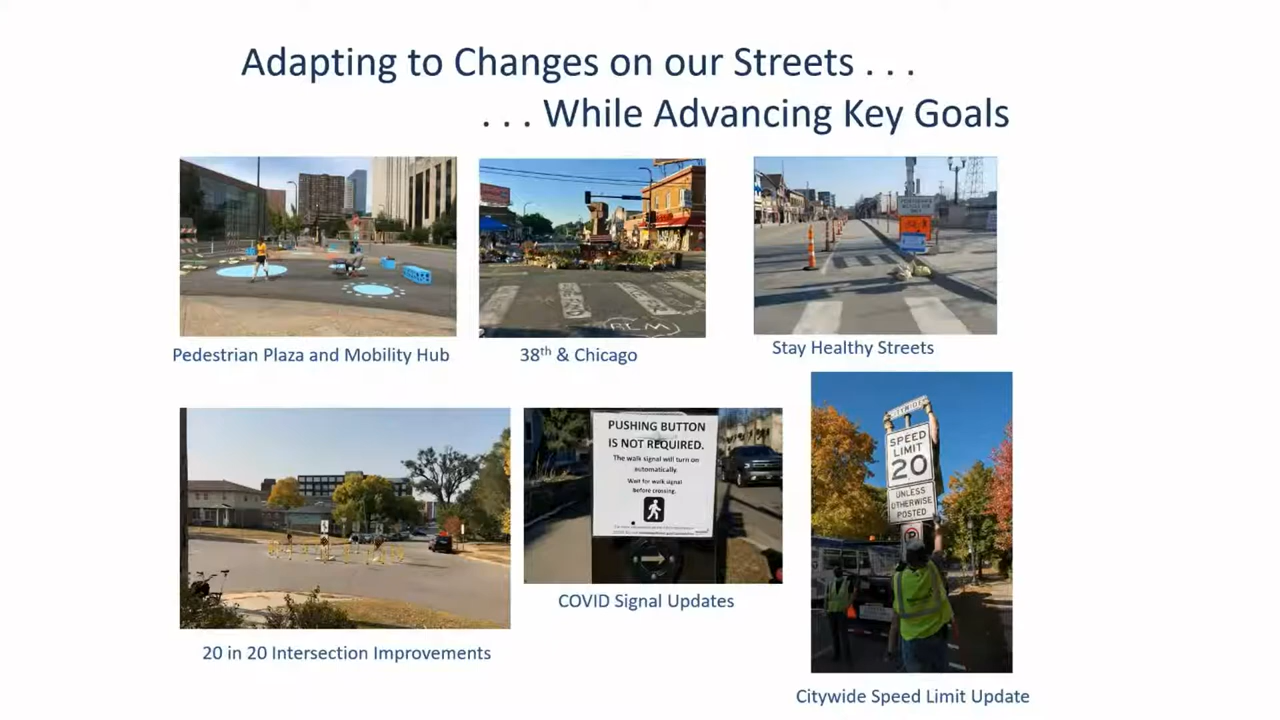 Adapting to Changes on our Streets . . .
. . . While Advancing Key Goals
Pedestrian Plaza and Mobility Hub
38th & Chicago
Stay Healthy Streets
PUSHING BUTTON
IS NOT REQUIRED.
The walk signal will turn on
automatically.
Wait for walk signal
before crossing.
CITYWIDE
SPEED
LIMIT
20
UNLESS
OTHERWISE
POSTED
20 in 20 Intersection Improvements
COVID Signal Updates
Citywide Speed Limit Update